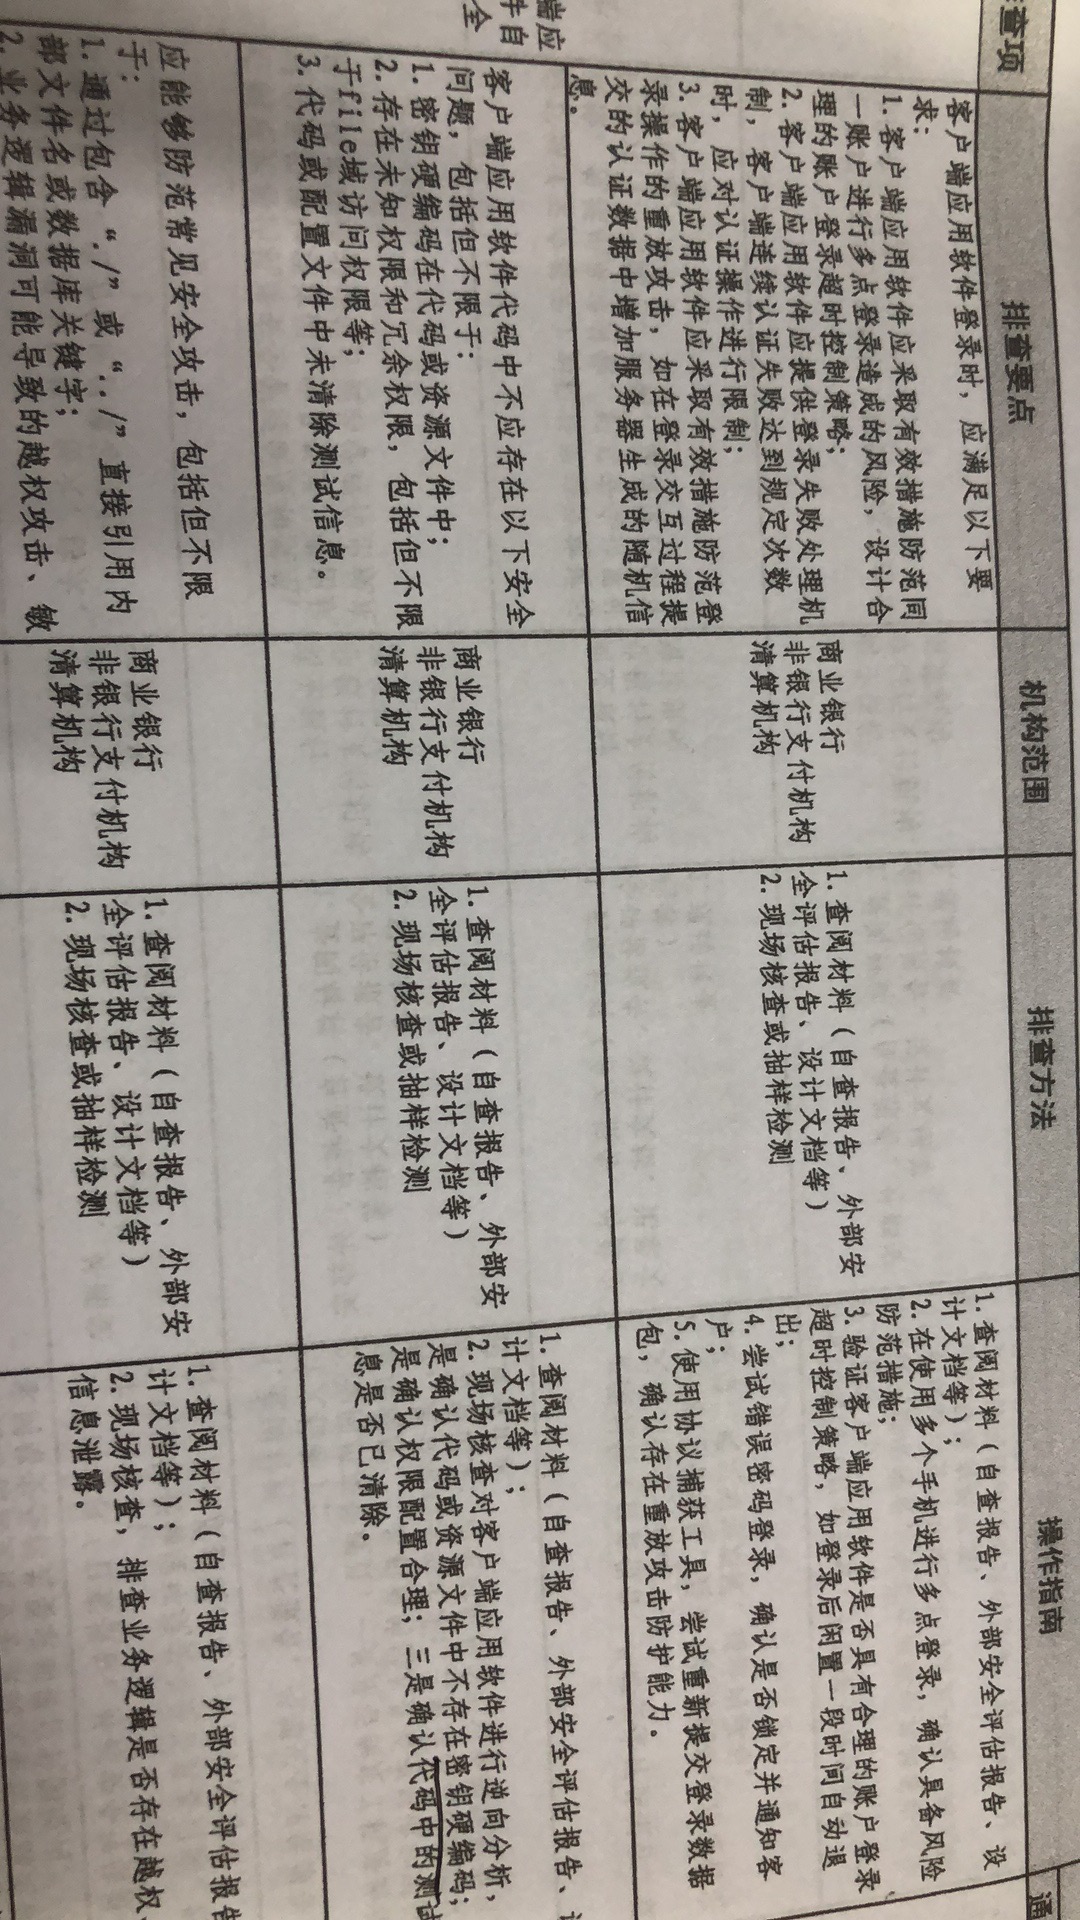 查项
排查要点
机构范围
排查方法
操作指南
通
端应
件自
全
客户端应用软件登录时，应满足以下要
求：
1. 客户端应用软件应采取有效措施防范同
一账户进行多点登录造成的风险，设计合
理的账户登录超时控制策略；
2. 客户端应用软件应提供登录失败处理机
制，客户端连续认证失败达到规定次数
时，应对认证操作进行限制；
3. 客户端应用软件应采取有效措施防范登
录操作的重放攻击，如在登录交互过程提
交的认证数据中增加服务器生成的随机信
息。
商业银行
非银行支付机构
清算机构
1. 查阅材料（自查报告、外部安
全评估报告、设计文档等）
2. 现场核查或抽样检测
1. 查阅材料（自查报告、外部安全评估报告、设
计文档等）；
2. 在使用多个手机进行多点登录，确认具备风险
防范措施；
3. 验证客户端应用软件是否具有合理的账户登录
超时控制策略，如登录后闲置一段时间自动退
出；
4. 尝试错误密码登录，确认是否锁定并通知客
户；
5. 使用协议捕获工具，尝试重新提交登录数据
包，确认存在重放攻击防护能力。
客户端应用软件代码中不应存在以下安全
问题，包括但不限于：
1. 密钥硬编码在代码或资源文件中；
2. 存在未知权限和冗余权限，包括但不限
于file域访问权限等；
3. 代码或配置文件中未清除测试信息。
商业银行
非银行支付机构
清算机构
1. 查阅材料（自查报告、外部安
全评估报告、设计文档等）
2. 现场核查或抽样检测
1. 查阅材料（自查报告、外部安全评估报告、
计文档等）；
2. 现场核查对客户端应用软件进行逆向分析，
是确认代码或资源文件中不存在密钥硬编码；
是确认权限配置合理；三是确认代码中的测试
息是否已清除。
应能够防范常见安全攻击，包括但不限
于：
1. 通过包含“./”或“../”直接引用内
部文件名或数据库关键字；
2. 业务逻辑漏洞可能导致的越权攻击、敏
商业银行
非银行支付机构
清算机构
1. 查阅材料（自查报告、外部安
全评估报告、设计文档等）
2. 现场核查或抽样检测
1. 查阅材料（自查报告、外部安全评估报告
计文档等）；
2. 现场核查，排查业务逻辑是否存在越权、
信息泄露。